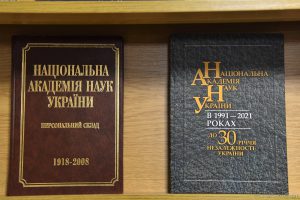 НАЦІОНАЛЬНА
АКАДЕМІЯ НАУК
УКРАЇНИ
ПЕРСОНАЛЬНИЙ СКЛАД
1918-2008
НАЦІОНАЛЬНА
АКАДЕМІЯ
НАУК
УКРАЇНИ
В 1991—2021
РОКАХ
ДО 30 РІЧЧЯ
НЕЗАЛЕЖНОСТІ
УКРАЇНИ